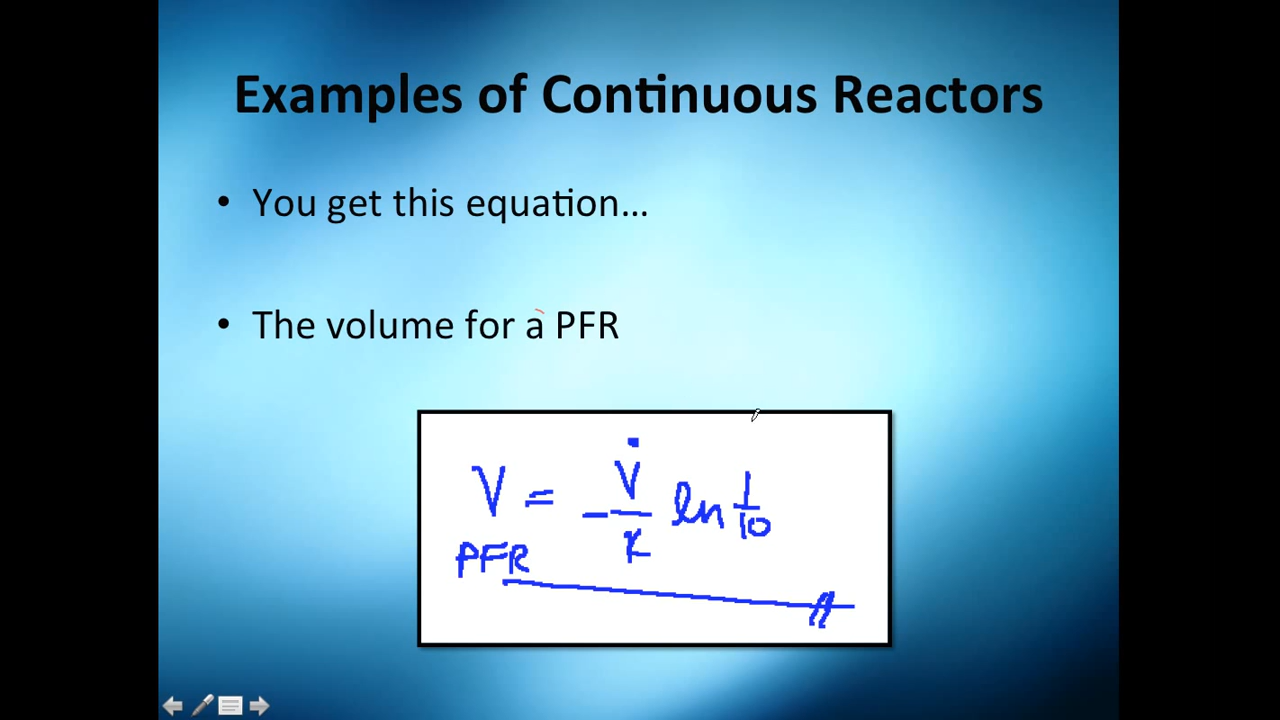 Examples of Continuous Reactors
• You get this equation...
• The volume for a PFR
V = - V̇/k ln 1/10
PFR